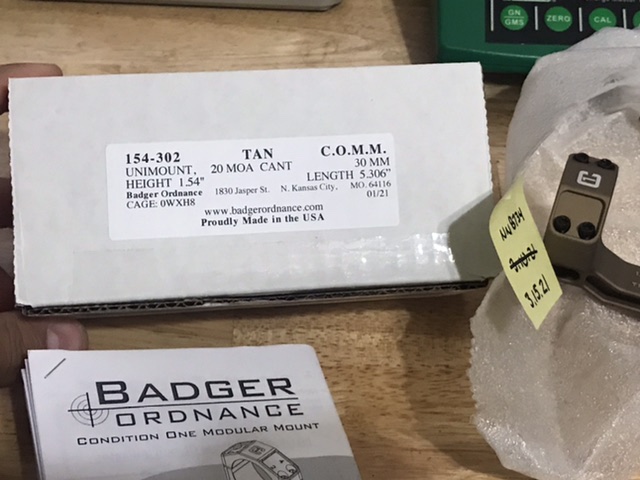 GN/GMS
ZERO
CAL
154-302 TAN C.O.M.M.
UNIMOUNT, 20 MOA CANT 30 MM
HEIGHT 1.54" LENGTH 5.306"
Badger Ordnance 1830 Jasper St. N. Kansas City, MO. 64116
CAGE: 0WXH8 01/21
www.badgerordnance.com
Proudly Made in the USA
3.15.21
BADGER
ORDNANCE
CONDITION ONE MODULAR MOUNT